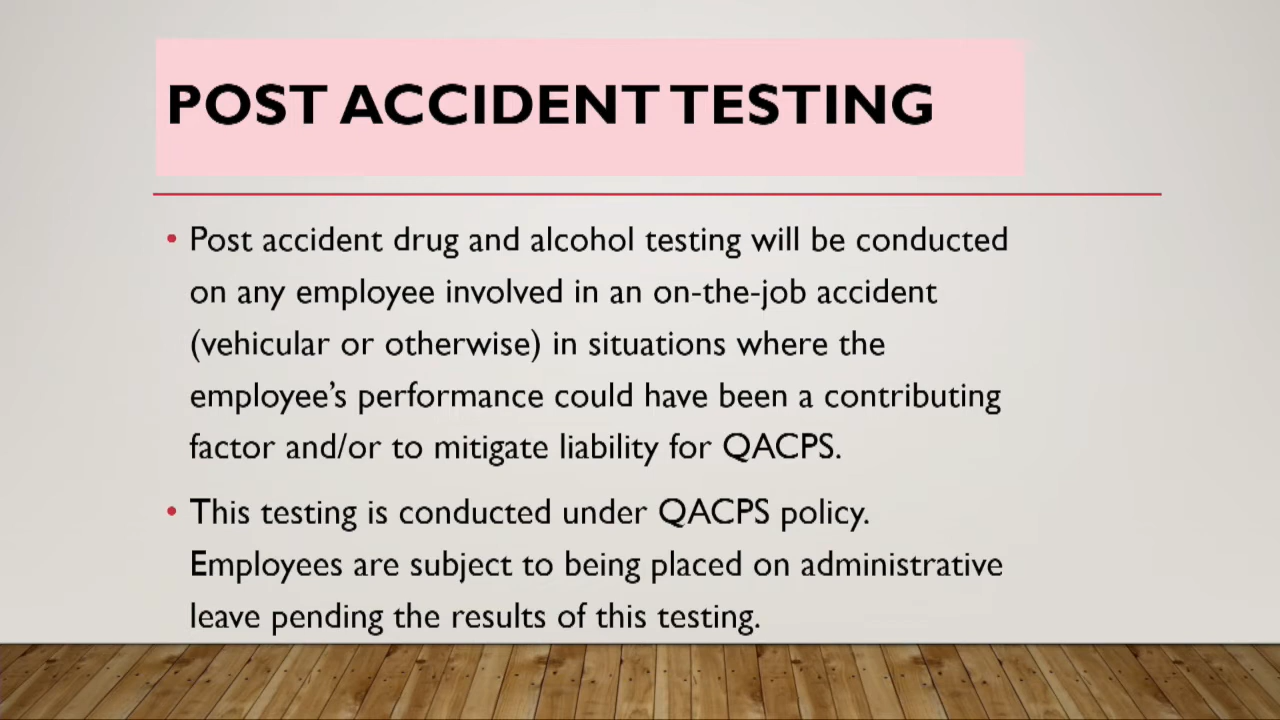 POST ACCIDENT TESTING
• Post accident drug and alcohol testing will be conducted
on any employee involved in an on-the-job accident
(vehicular or otherwise) in situations where the
employee’s performance could have been a contributing
factor and/or to mitigate liability for QACPS.
• This testing is conducted under QACPS policy.
Employees are subject to being placed on administrative
leave pending the results of this testing.